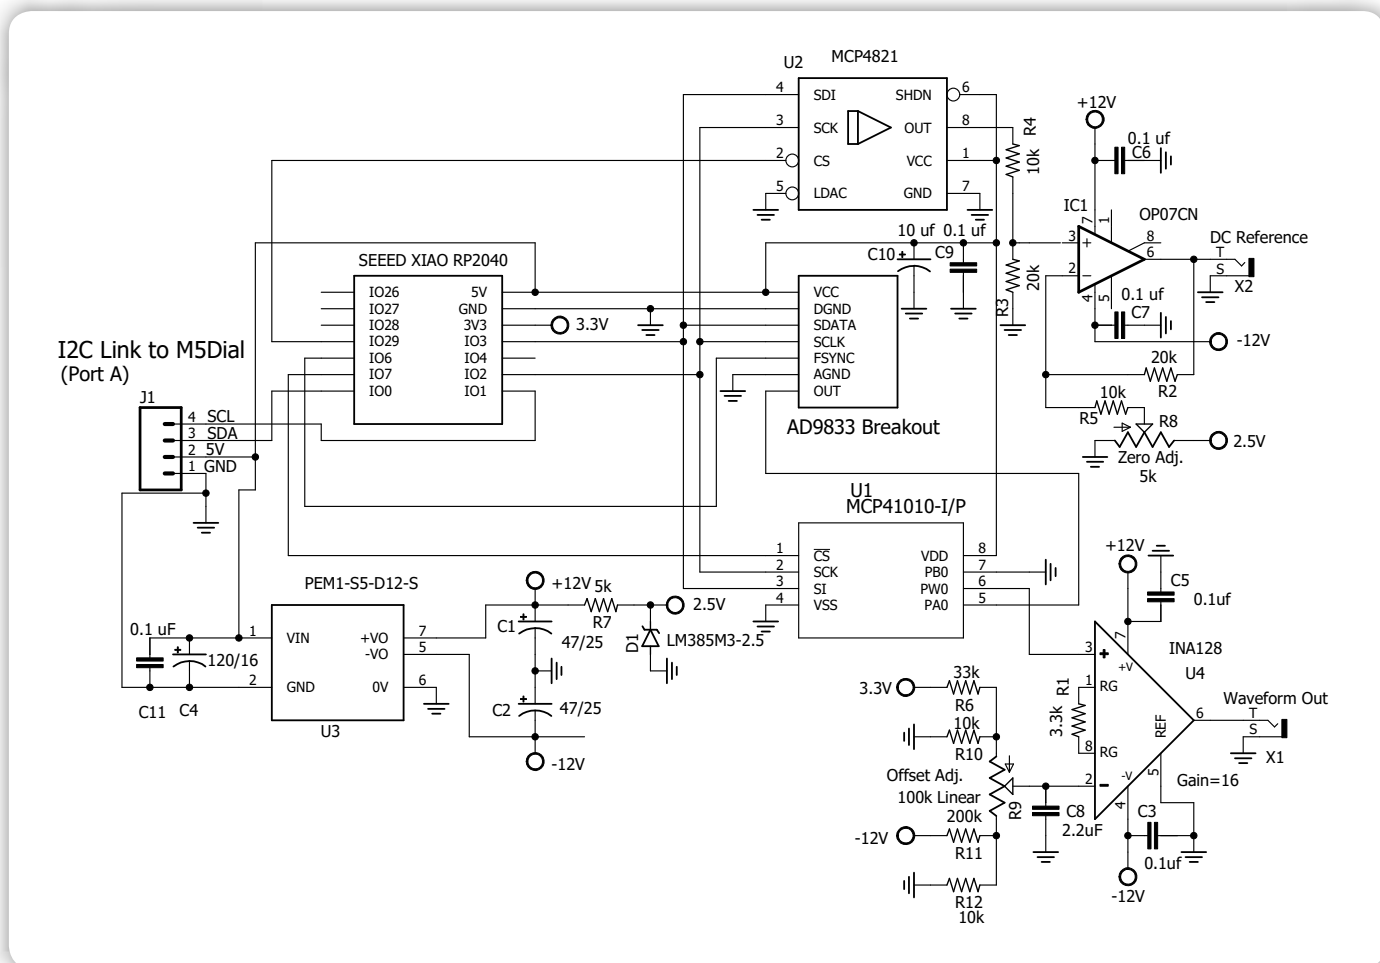 U2 MCP4821
4 SDI SHDN 6
3 SCK OUT 8
2 CS VCC 1
5 LDAC GND 7
R4
10k
+12V
0.1 uf
C6
IC1
OP07CN
7 1
3 + 8
2 - 6
4 5
DC Reference
T
S
X2
0.1 uf
C7
-12V
10 uf 0.1 uf
C10 + C9
R3 20k
20k
R2
10k
R5 R8
2.5V
Zero Adj.
5k
SEEED XIAO RP2040
IO26 5V
IO27 GND
IO28 3V3 3.3V
IO29 IO3
IO6 IO4
IO7 IO2
IO0 IO1
VCC
DGND
SDATA
SCLK
FSYNC
AGND
OUT
AD9833 Breakout
I2C Link to M5Dial
(Port A)
J1
4 SCL
3 SDA
2 5V
1 GND
U1
MCP41010-I/P
1 CS VDD 8
2 SCK PB0 7
3 SI PW0 6
4 VSS PA0 5
PEM1-S5-D12-S
1 VIN +VO 7
-VO 5
2 GND 0V 6
U3
0.1 uF
C11
+
120/16
C4
+12V
5k
R7
2.5V
C1 +
47/25
D1
LM385M3-2.5
C2 +
47/25
-12V
+12V
C5
0.1uf
INA128
U4
7
+V
3 +
1 RG
R1
3.3k
8 RG
REF
6
2 -
-V
4
5
Gain=16
Waveform Out
T
S
X1
3.3V
33k
R6
10k
R10
Offset Adj.
100k Linear
R9
200k
-12V
R11
R12
10k
C8
2.2uF
C3
0.1uf
-12V